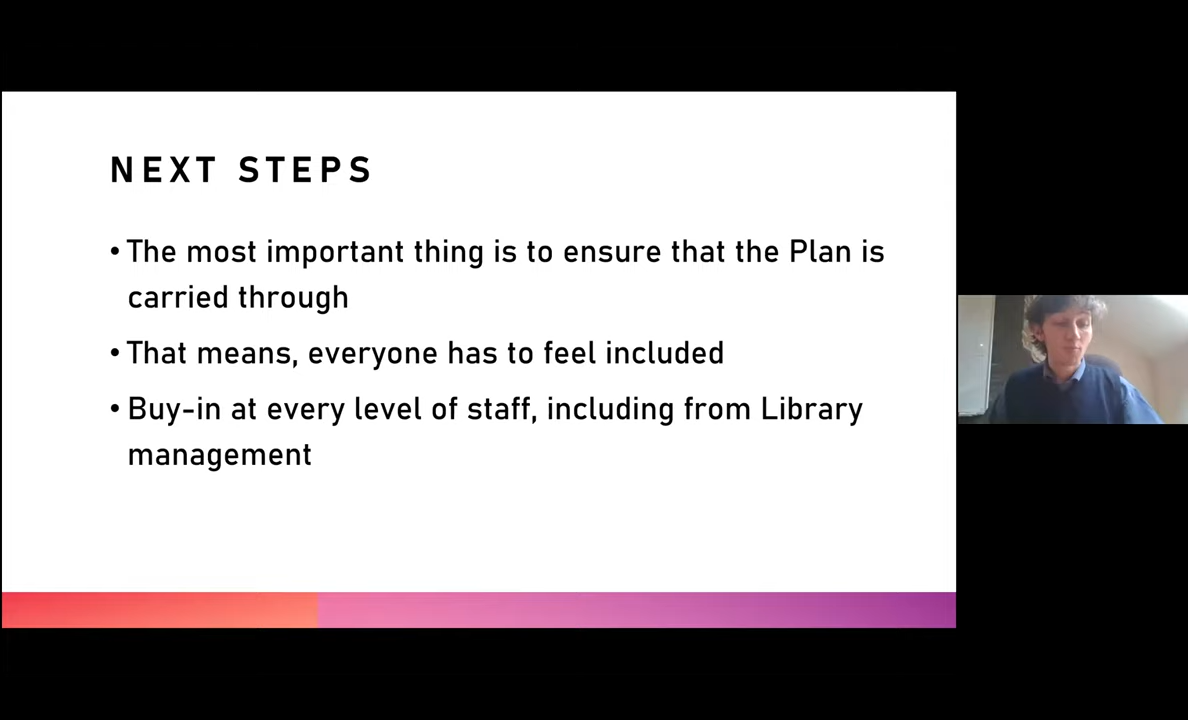 NEXT STEPS
• The most important thing is to ensure that the Plan is
carried through
• That means, everyone has to feel included
• Buy-in at every level of staff, including from Library
management